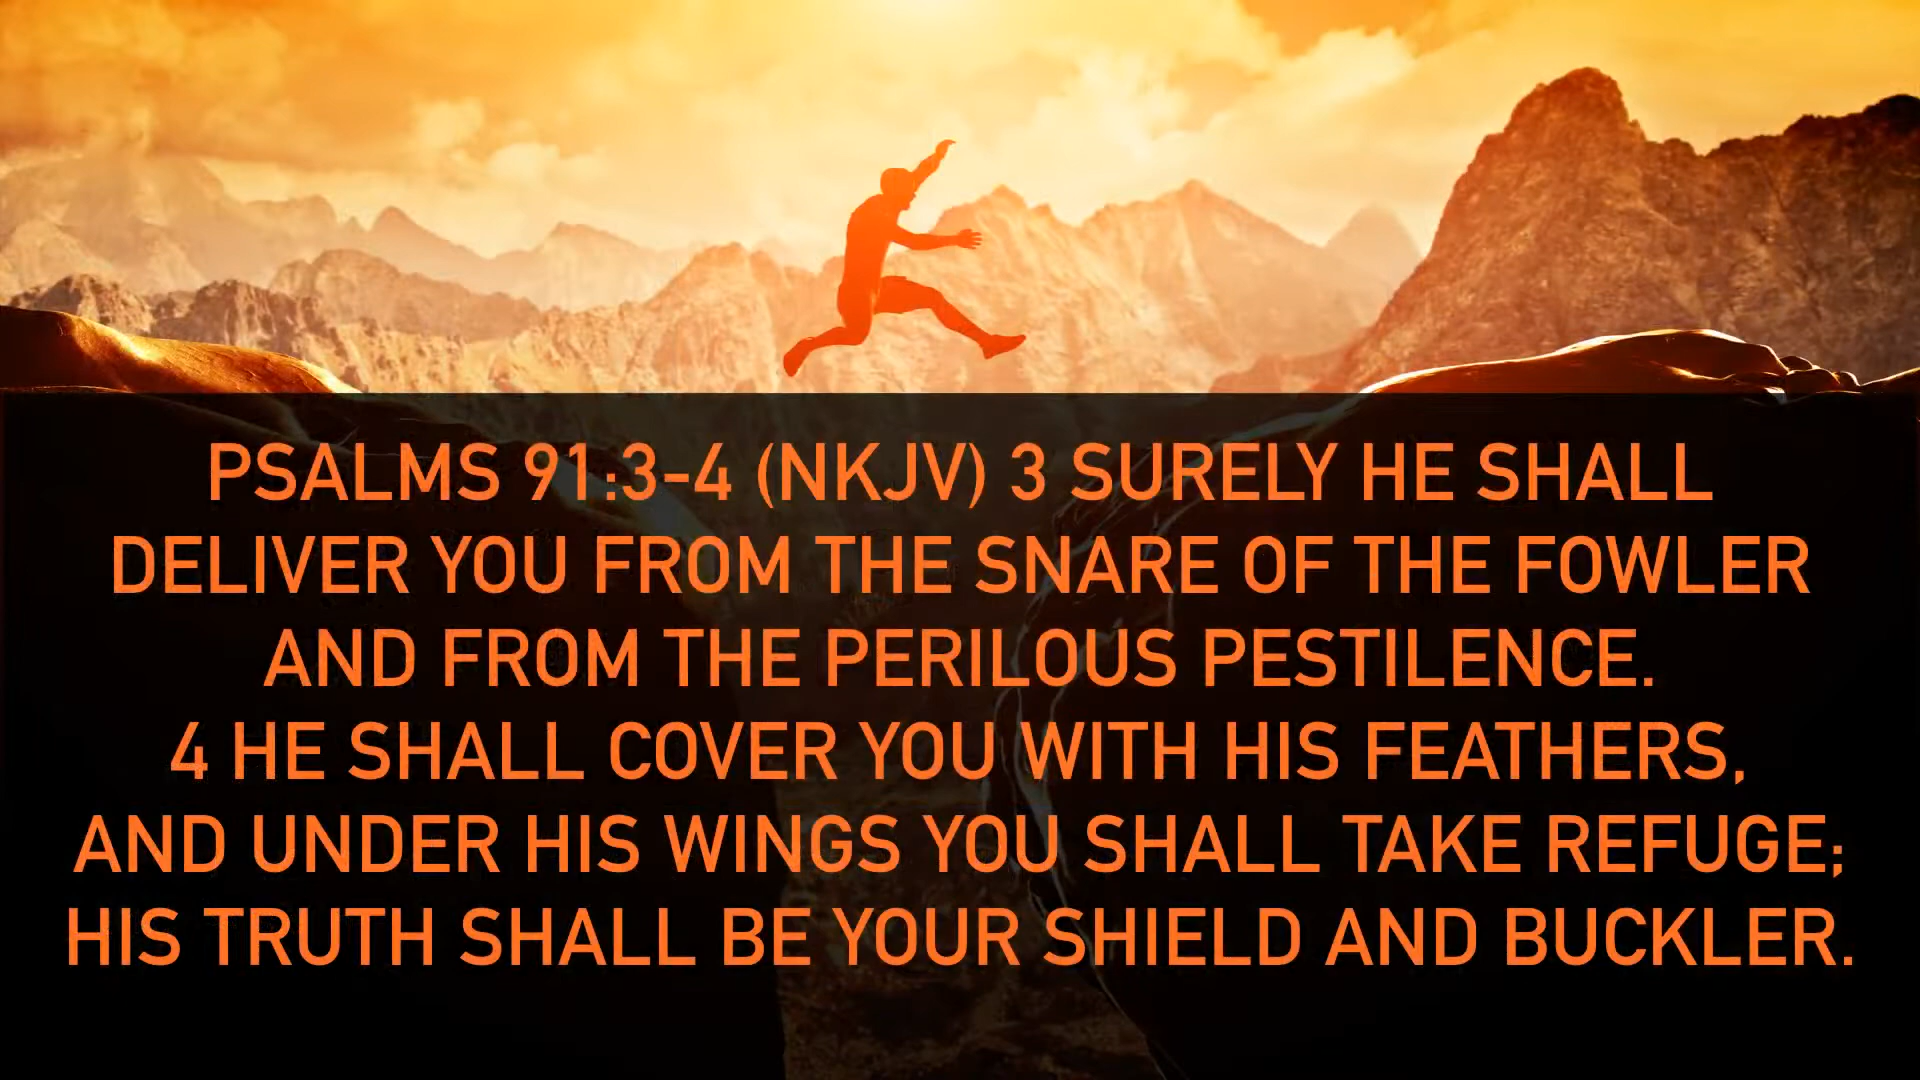 PSALMS 91:3-4 (NKJV) 3 SURELY HE SHALL
DELIVER YOU FROM THE SNARE OF THE FOWLER
AND FROM THE PERILOUS PESTILENCE.
4 HE SHALL COVER YOU WITH HIS FEATHERS,
AND UNDER HIS WINGS YOU SHALL TAKE REFUGE;
HIS TRUTH SHALL BE YOUR SHIELD AND BUCKLER.